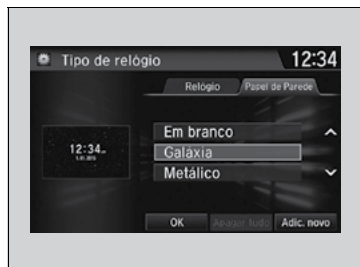 Tipo de relógio 12:34
Relógio Papel de Parede
Em branco
12:34
Galáxia
Metálico
OK Apagar tudo Adic. novo